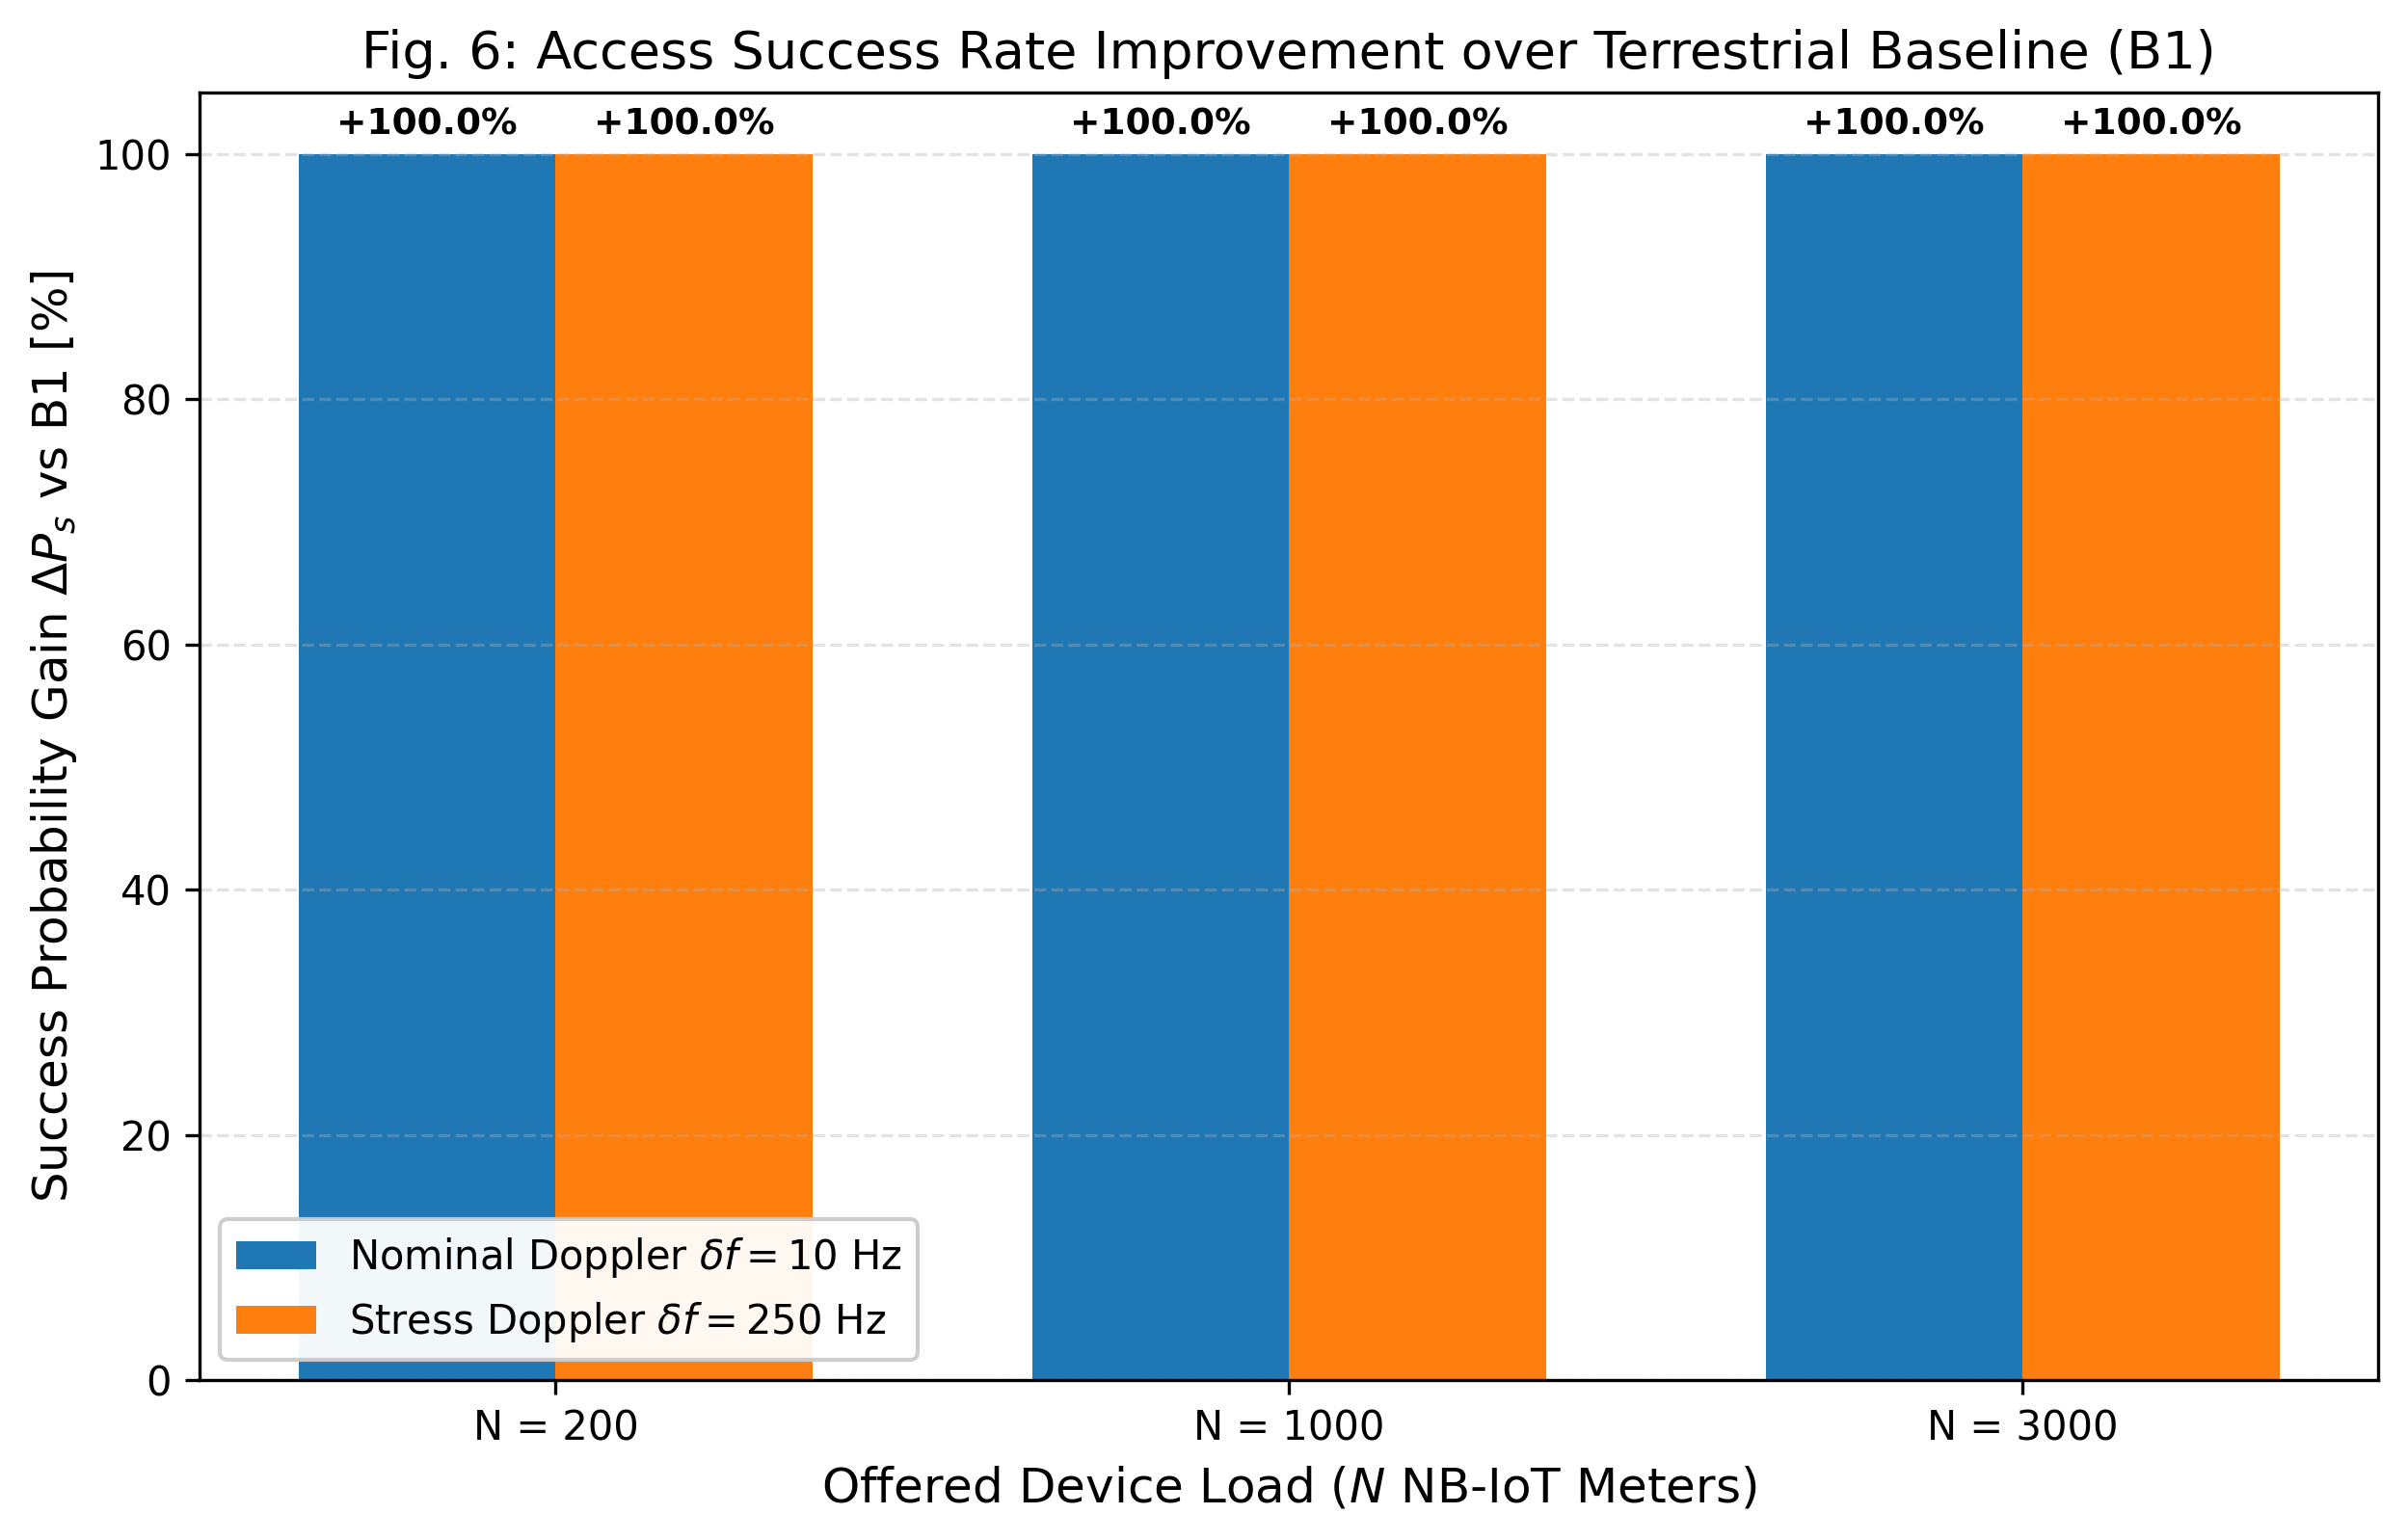 Fig. 6: Access Success Rate Improvement over Terrestrial Baseline (B1)
+100.0% +100.0% +100.0% +100.0% +100.0% +100.0%
Success Probability Gain ΔPₛ vs B1 [%]
100
80
60
40
20
0
Nominal Doppler δf = 10 Hz
Stress Doppler δf = 250 Hz
N = 200 N = 1000 N = 3000
Offered Device Load (N NB-IoT Meters)